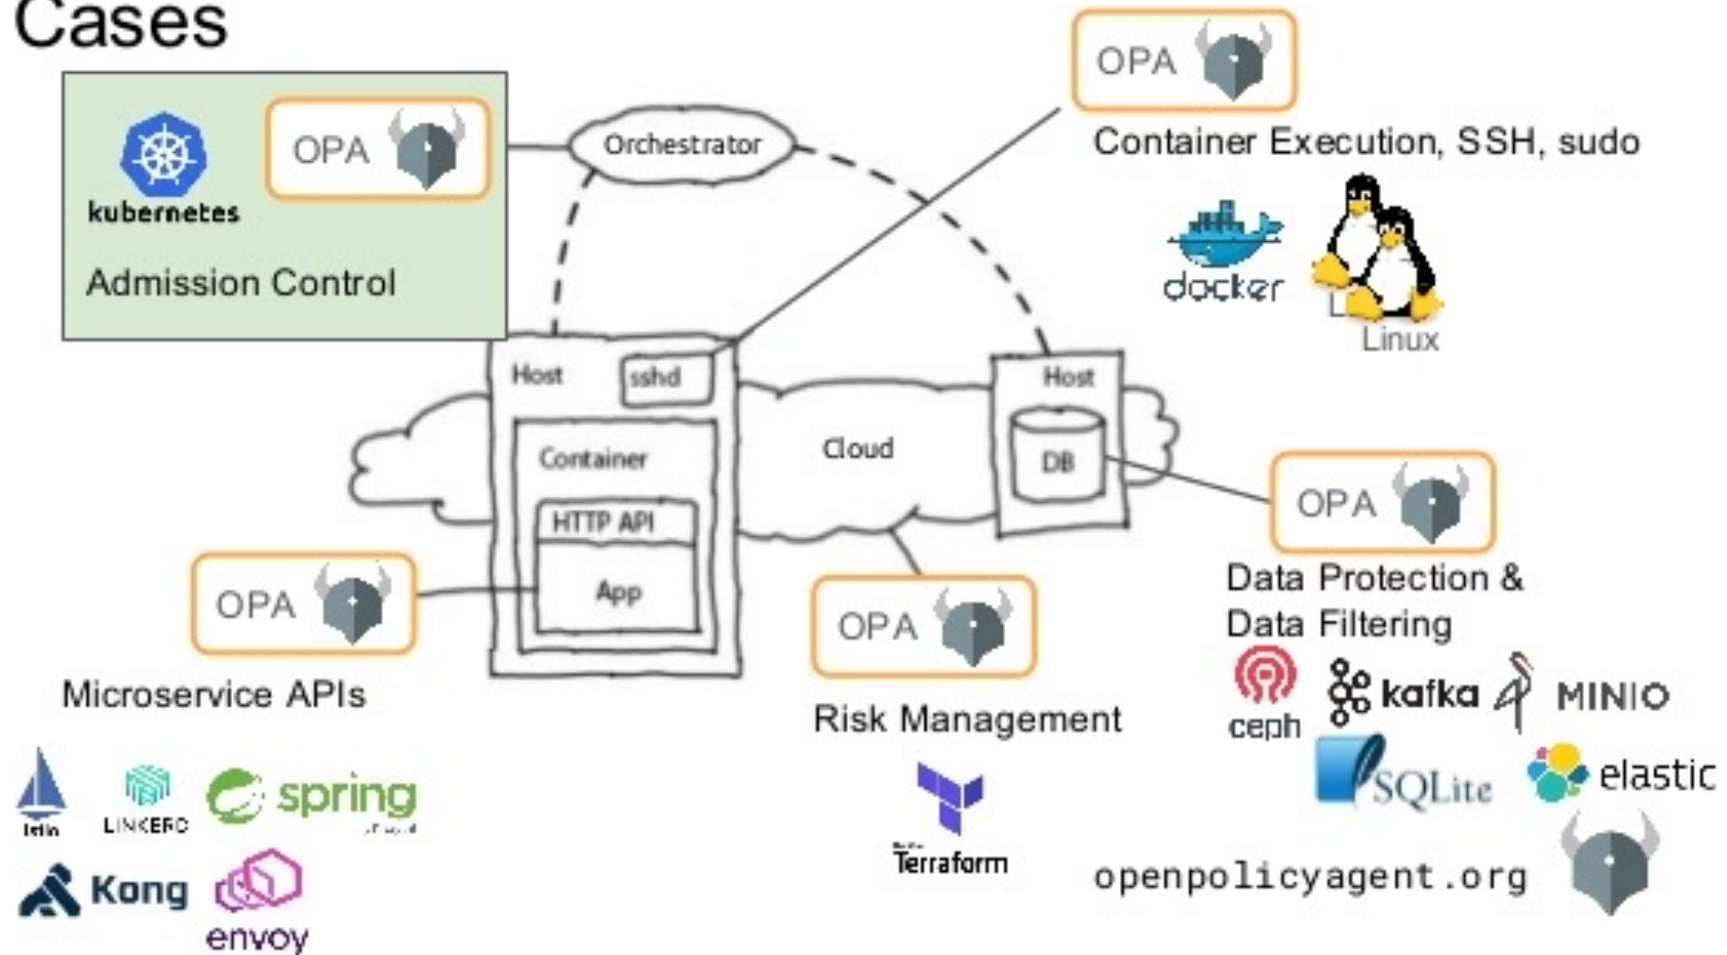 Cases
OPA
kubernetes
Admission Control
Orchestrator
OPA
Container Execution, SSH, sudo
docker
Linux
Host
sshd
Container
HTTP API
App
Cloud
Host
DB
OPA
Data Protection &
Data Filtering
ceph
kafka
MINIO
SQLite
elastic
OPA
Microservice APIs
Istio
LINKERD
spring
Kong
envoy
OPA
Risk Management
Terraform
openpolicyagent.org